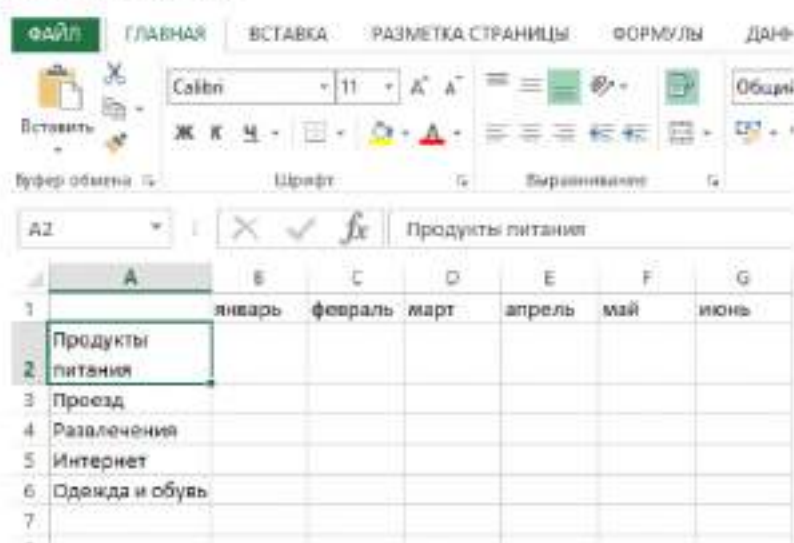 ФАЙЛ ГЛАВНАЯ ВСТАВКА РАЗМЕТКА СТРАНИЦЫ ФОРМУЛЫ ДАНН
Вставить Calibri 11 A A Общий
Ж К Ч A
Буфер обмена Шрифт Выравнивание
A2 fx Продукты питания
A B C D E F G
1 январь февраль март апрель май июнь
Продукты
2 питания
3 Проезд
4 Развлечения
5 Интернет
6 Одежда и обувь
7